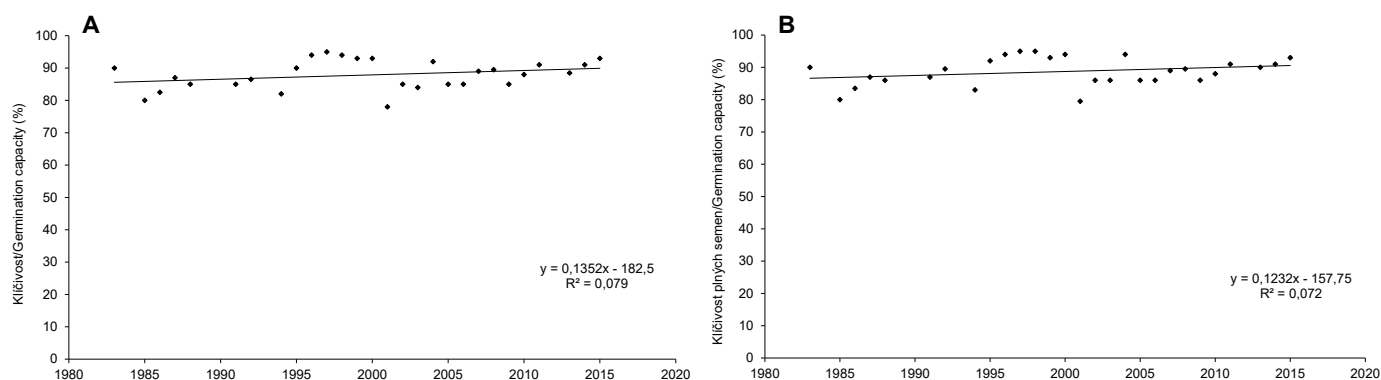 A
Klíčivost/Germination capacity (%)
100
90
80
70
60
50
40
30
20
10
0
y = 0,1352x - 182,5
R² = 0,079
1980 1985 1990 1995 2000 2005 2010 2015 2020
B
Klíčivost plných semen/Germination capacity (%)
100
90
80
70
60
50
40
30
20
10
0
y = 0,1232x - 157,75
R² = 0,072
1980 1985 1990 1995 2000 2005 2010 2015 2020